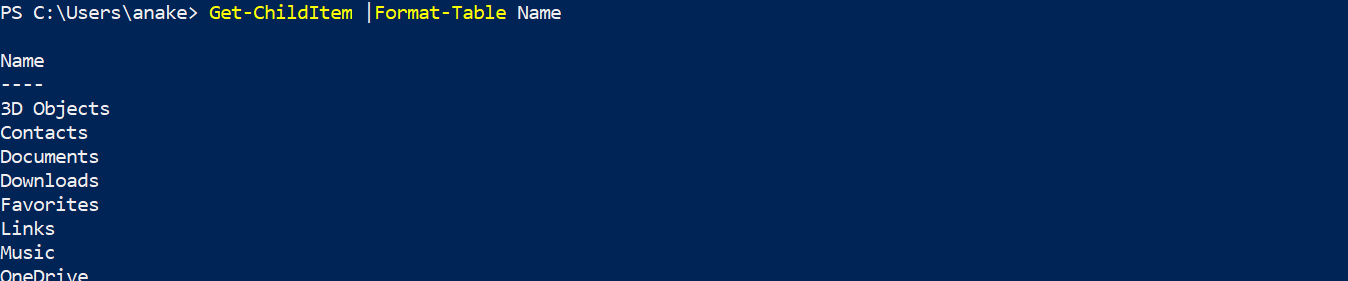 PS C:\Users\anake> Get-ChildItem |Format-Table Name
Name
----
3D Objects
Contacts
Documents
Downloads
Favorites
Links
Music
OneDrive